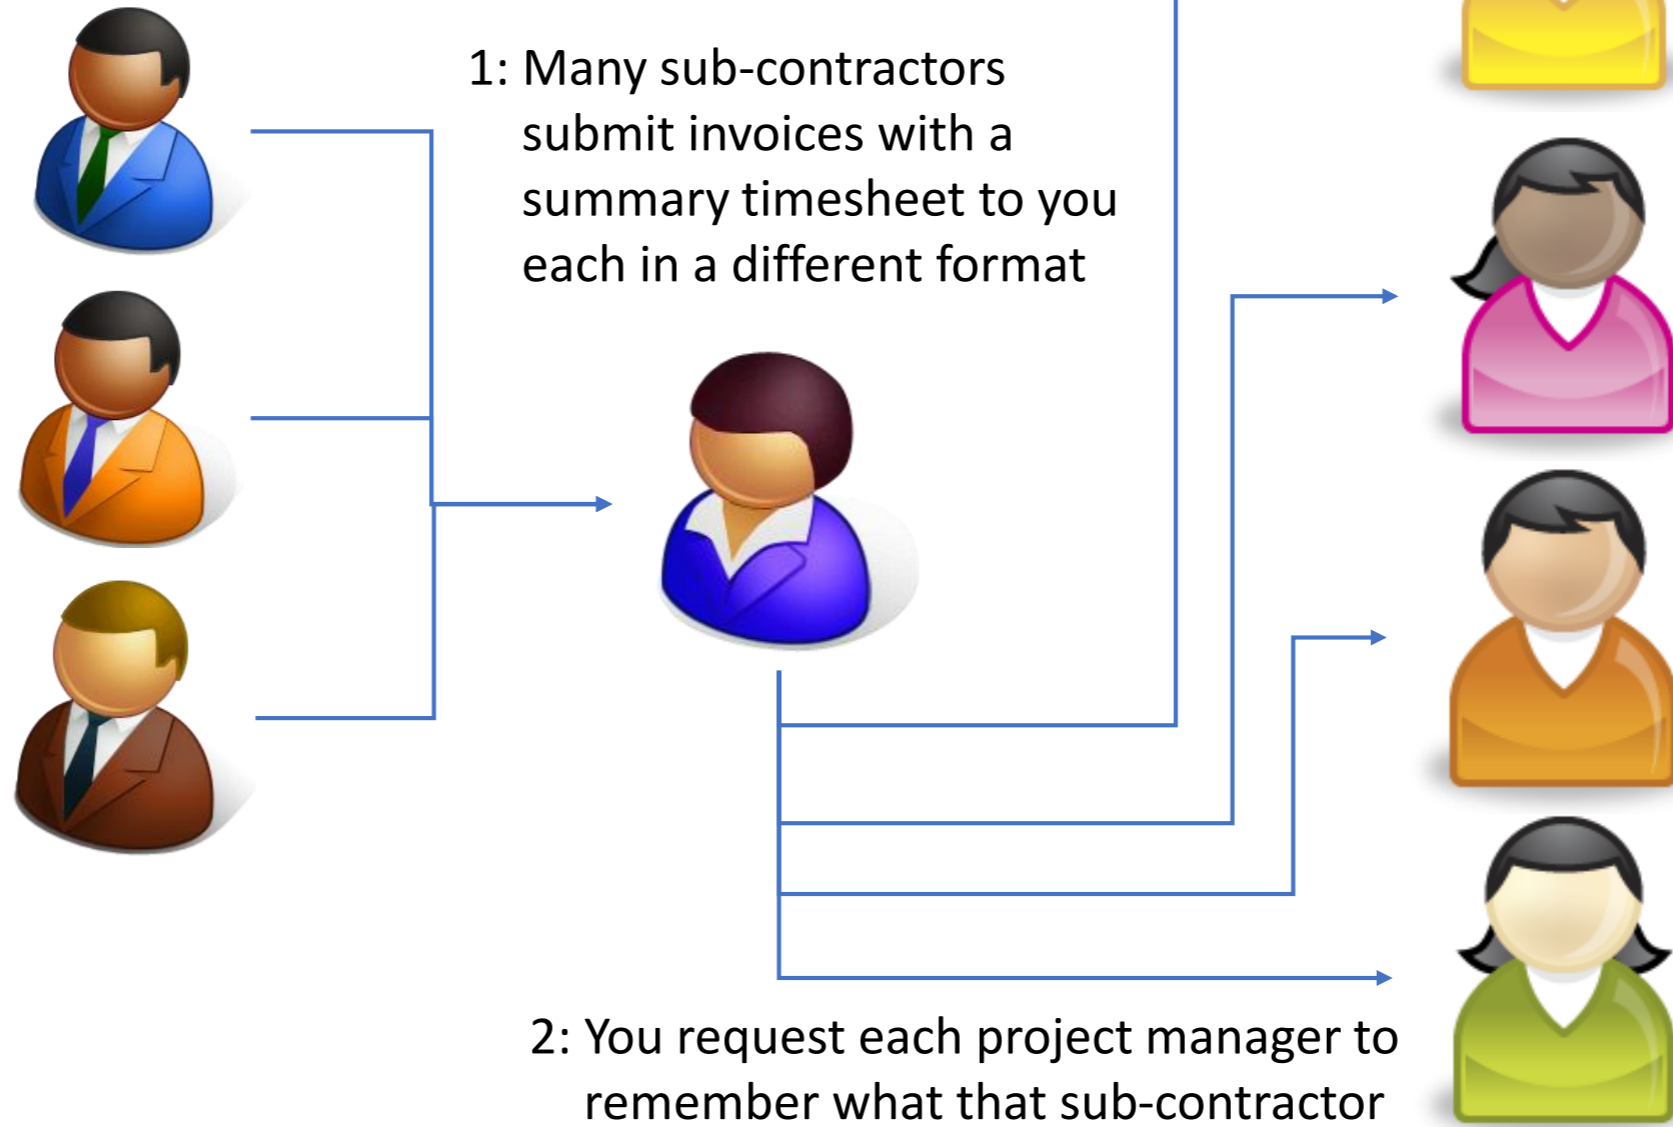 1: Many sub-contractors
submit invoices with a
summary timesheet to you
each in a different format
2: You request each project manager to
remember what that sub-contractor